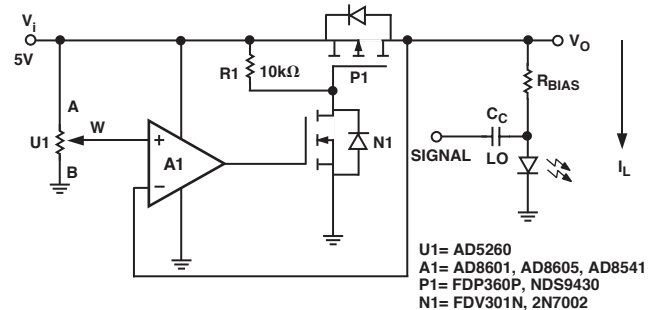 Vi
5V
A
U1
W
B
R1
10kΩ
P1
VO
RBIAS
CC
SIGNAL
LO
IL
+
A1
−
N1
U1= AD5260
A1= AD8601, AD8605, AD8541
P1= FDP360P, NDS9430
N1= FDV301N, 2N7002